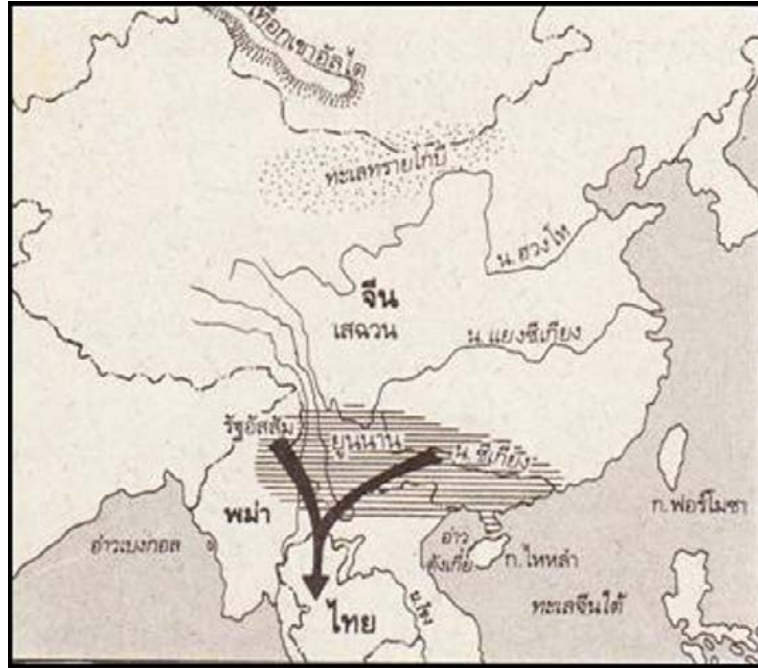 เทือกเขาอัลไต
ทะเลทรายโกบี
น.ฮวงโห
จีน
เสฉวน
น.แยงซีเกียง
รัฐอัสสัม
ยูนนาน
น.ซีเกียง
พม่า
ก.ฟอร์โมซา
อ่าวเบงกอล
อ่าว
ตังเกี๋ย
ก.ไหหลำ
ทะเลจีนใต้
ไทย
น.โขง